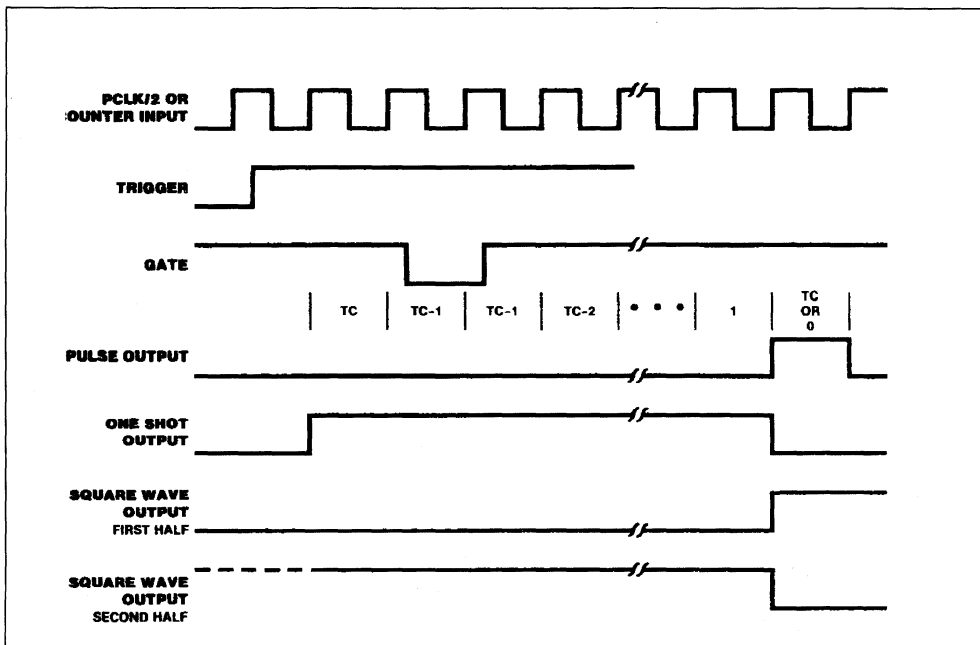 PCLK/2 OR
:OUNTER INPUT
TRIGGER
GATE
TC
TC-1
TC-1
TC-2
• • •
1
TC
OR
0
PULSE OUTPUT
ONE SHOT
OUTPUT
SQUARE WAVE
OUTPUT
FIRST HALF
SQUARE WAVE
OUTPUT
SECOND HALF